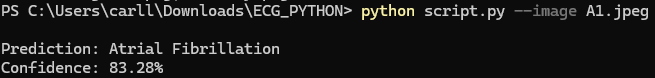 PS C:\Users\carll\Downloads\ECG_PYTHON> python script.py --image A1.jpeg
Prediction: Atrial Fibrillation
Confidence: 83.28%